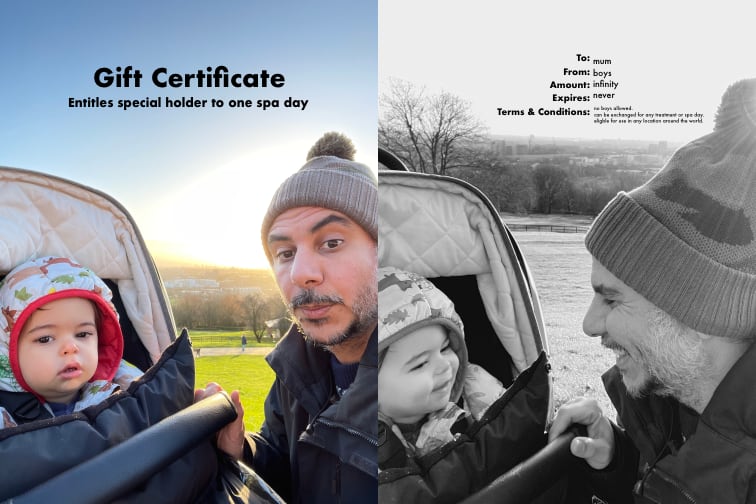 Gift Certificate
Entitles special holder to one spa day
To: mum
From: boys
Amount: infinity
Expires: never
Terms & Conditions: no boys allowed.
can be exchanged for any treatment or spa day.
eligible for use in any location around the world.